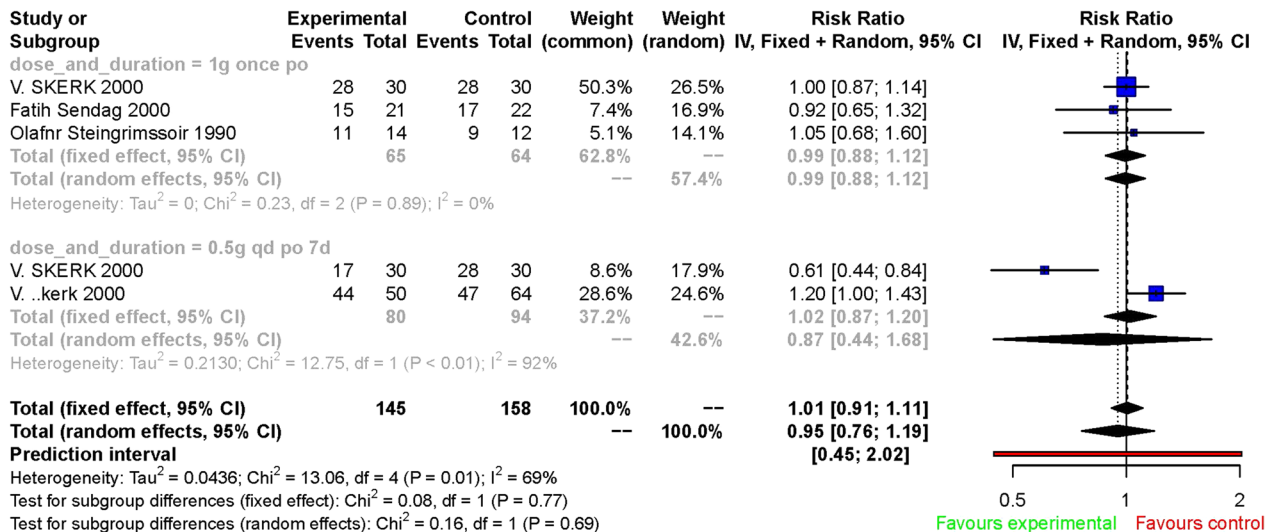 Study or Experimental Control Weight Weight Risk Ratio Risk Ratio
Subgroup Events Total Events Total (common) (random) IV, Fixed + Random, 95% CI IV, Fixed + Random, 95% CI
dose_and_duration = 1g once po
V. SKERK 2000 28 30 28 30 50.3% 26.5% 1.00 [0.87; 1.14]
Fatih Sendag 2000 15 21 17 22 7.4% 16.9% 0.92 [0.65; 1.32]
Olafnr Steingrimssoir 1990 11 14 9 12 5.1% 14.1% 1.05 [0.68; 1.60]
Total (fixed effect, 95% CI) 65 64 62.8% −− 0.99 [0.88; 1.12]
Total (random effects, 95% CI) −− 57.4% 0.99 [0.88; 1.12]
Heterogeneity: Tau² = 0; Chi² = 0.23, df = 2 (P = 0.89); I² = 0%
dose_and_duration = 0.5g qd po 7d
V. SKERK 2000 17 30 28 30 8.6% 17.9% 0.61 [0.44; 0.84]
V. ..kerk 2000 44 50 47 64 28.6% 24.6% 1.20 [1.00; 1.43]
Total (fixed effect, 95% CI) 80 94 37.2% −− 1.02 [0.87; 1.20]
Total (random effects, 95% CI) −− 42.6% 0.87 [0.44; 1.68]
Heterogeneity: Tau² = 0.2130; Chi² = 12.75, df = 1 (P < 0.01); I² = 92%
Total (fixed effect, 95% CI) 145 158 100.0% −− 1.01 [0.91; 1.11]
Total (random effects, 95% CI) −− 100.0% 0.95 [0.76; 1.19]
Prediction interval [0.45; 2.02]
Heterogeneity: Tau² = 0.0436; Chi² = 13.06, df = 4 (P = 0.01); I² = 69%
Test for subgroup differences (fixed effect): Chi² = 0.08, df = 1 (P = 0.77)
Test for subgroup differences (random effects): Chi² = 0.16, df = 1 (P = 0.69)
0.5 1 2
Favours experimental Favours control